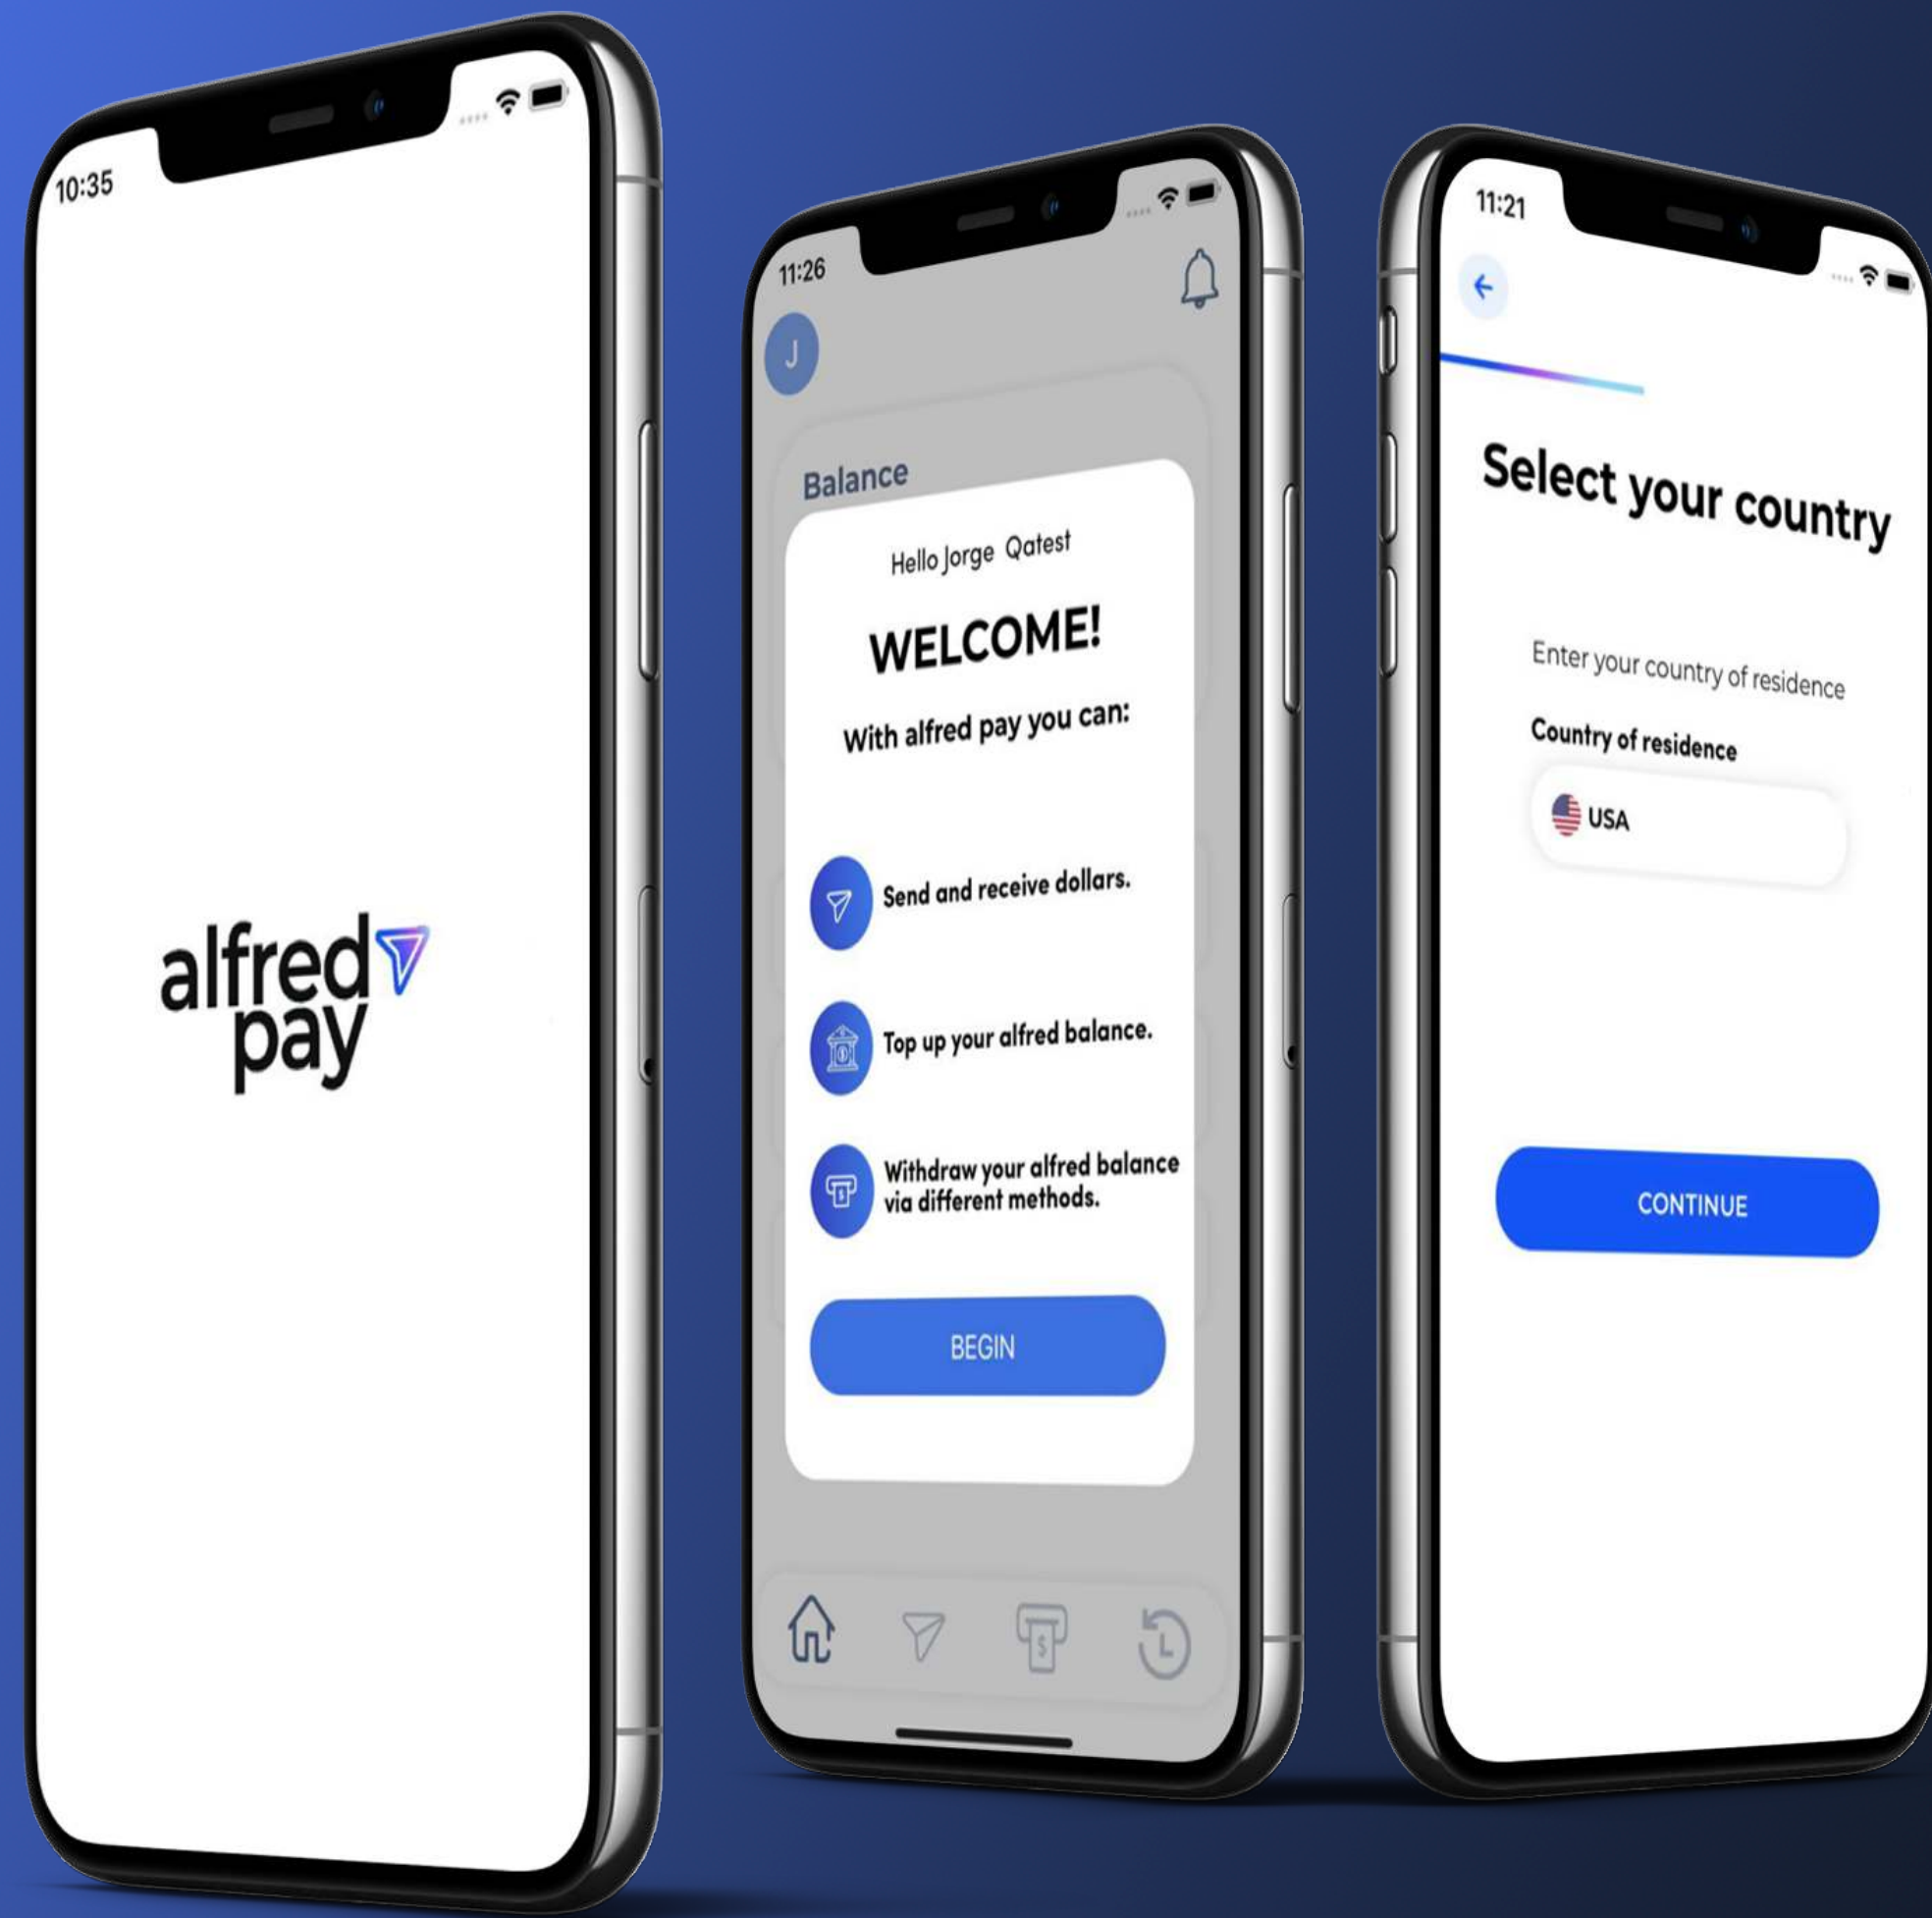 10:35
alfred
pay
11:26
J
Balance
Hello Jorge Qatest
WELCOME!
With alfred pay you can:
Send and receive dollars.
Top up your alfred balance.
Withdraw your alfred balance
via different methods.
BEGIN
11:21
Select your country
Enter your country of residence
Country of residence
USA
CONTINUE